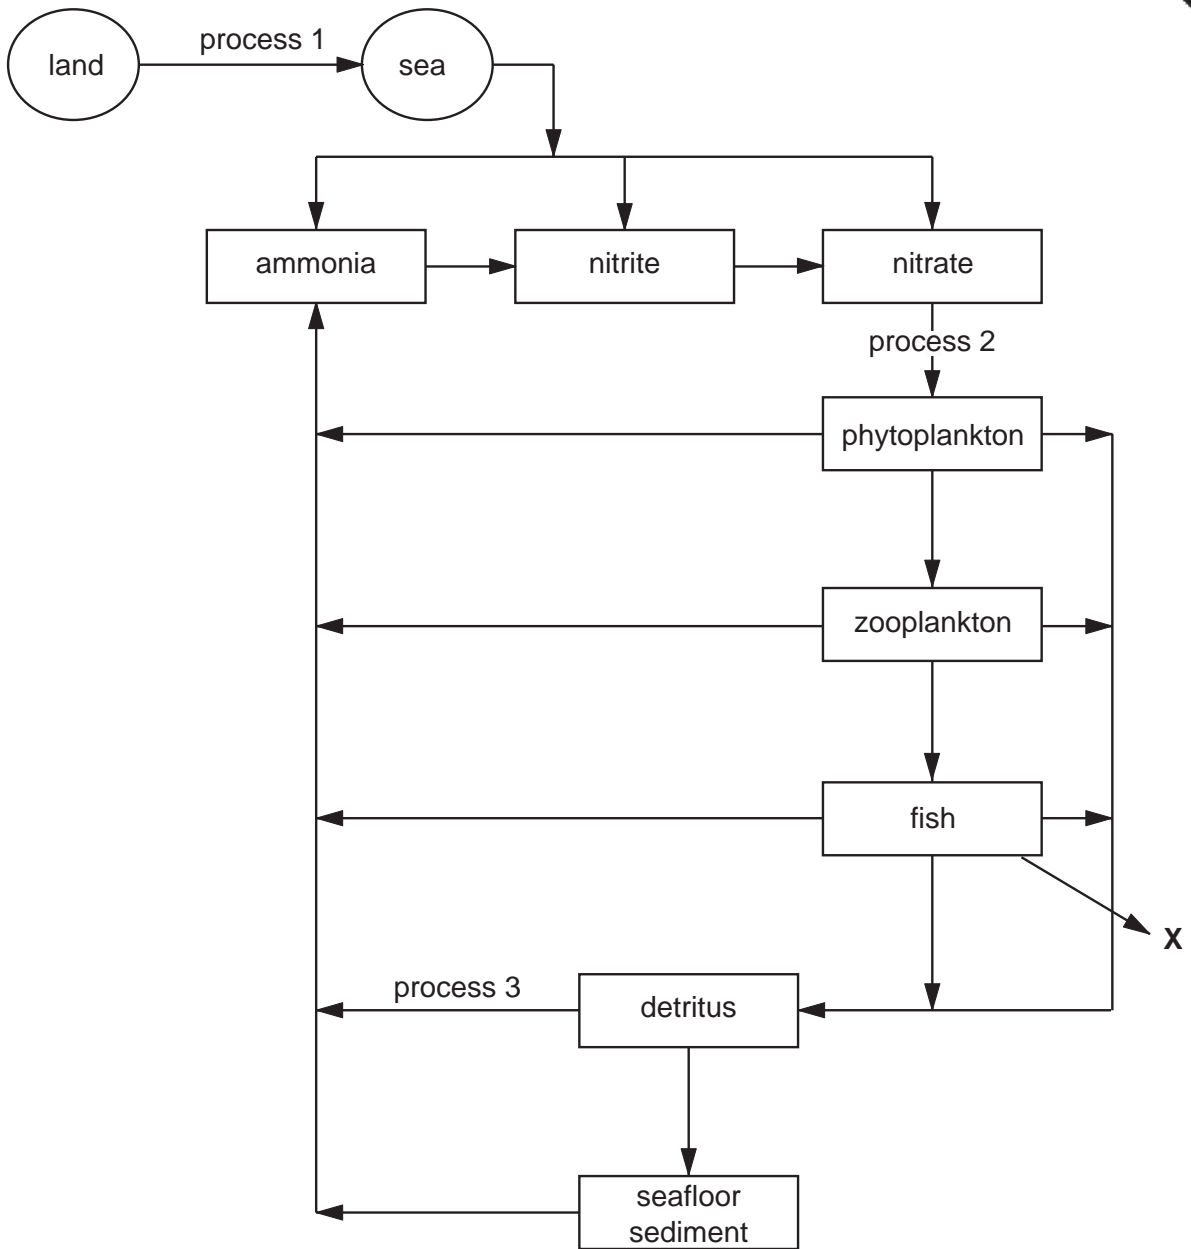 process 1
land
sea
ammonia
nitrite
nitrate
process 2
phytoplankton
zooplankton
fish
X
process 3
detritus
seafloor
sediment